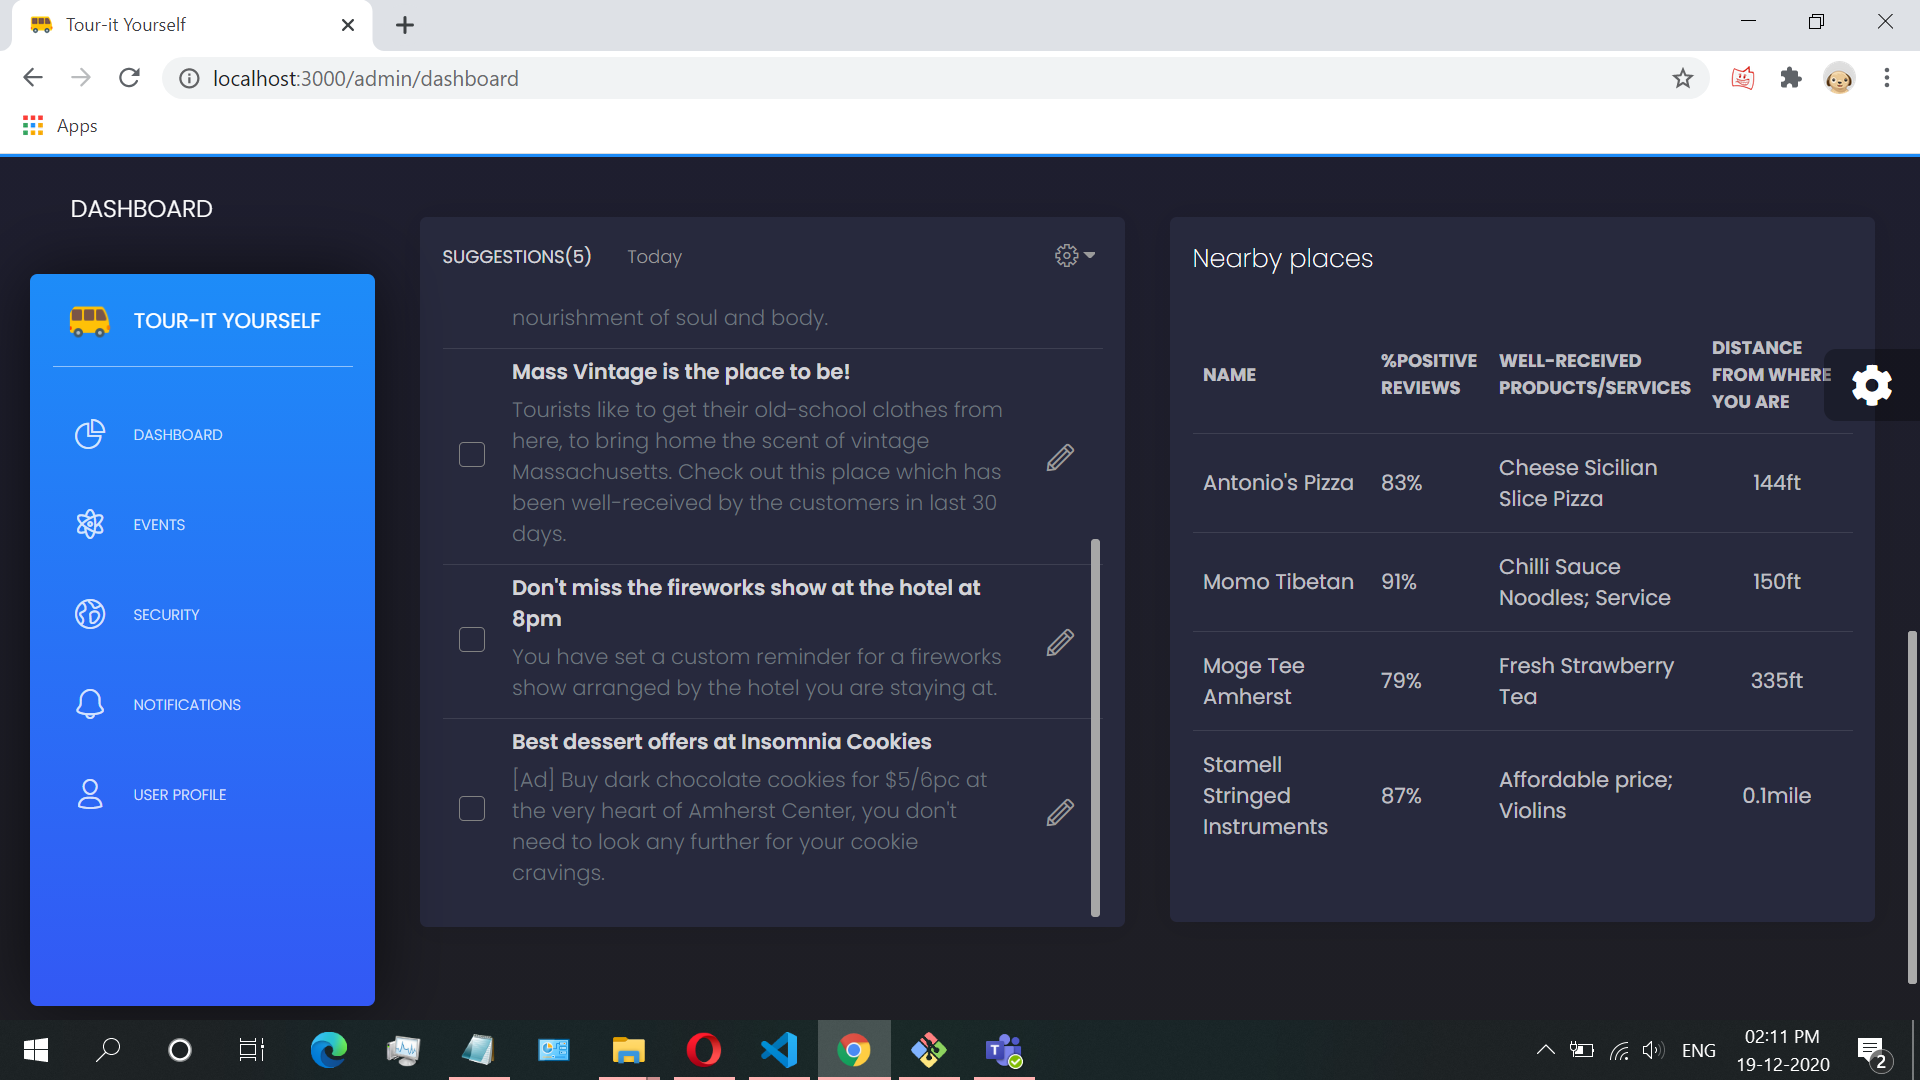 Tour-it Yourself
localhost:3000/admin/dashboard
Apps
DASHBOARD
TOUR-IT YOURSELF
DASHBOARD
EVENTS
SECURITY
NOTIFICATIONS
USER PROFILE
SUGGESTIONS(5) Today
nourishment of soul and body.
Mass Vintage is the place to be!
Tourists like to get their old-school clothes from
here, to bring home the scent of vintage
Massachusetts. Check out this place which has
been well-received by the customers in last 30
days.
Don't miss the fireworks show at the hotel at
8pm
You have set a custom reminder for a fireworks
show arranged by the hotel you are staying at.
Best dessert offers at Insomnia Cookies
[Ad] Buy dark chocolate cookies for $5/6pc at
the very heart of Amherst Center, you don't
need to look any further for your cookie
cravings.
Nearby places
NAME
%POSITIVE
REVIEWS
WELL-RECEIVED
PRODUCTS/SERVICES
DISTANCE
FROM WHERE
YOU ARE
Antonio's Pizza
83%
Cheese Sicilian
Slice Pizza
144ft
Momo Tibetan
91%
Chilli Sauce
Noodles; Service
150ft
Moge Tee
Amherst
79%
Fresh Strawberry
Tea
335ft
Stamell
Stringed
Instruments
87%
Affordable price;
Violins
0.1mile
T
ENG
02:11 PM
19-12-2020
2